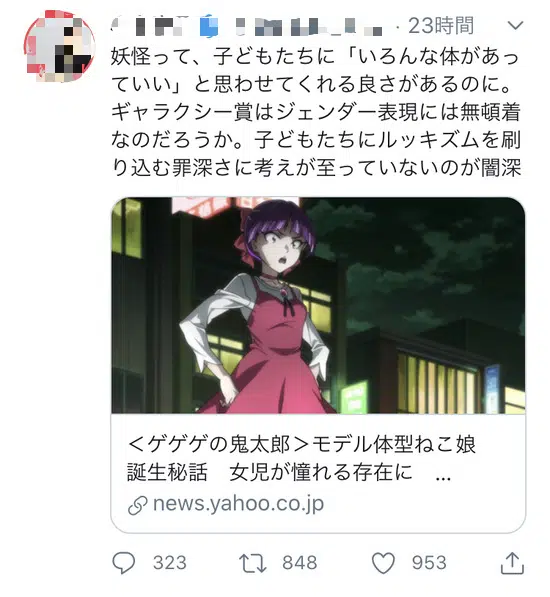 · 23時間
妖怪って、子どもたちに「いろんな体があっ
ていい」と思わせてくれる良さがあるのに。
ギャラクシー賞はジェンダー表現には無頓着
なのだろうか。子どもたちにルッキズムを刷
り込む罪深さに考えが至っていないのが闇深
＜ゲゲゲの鬼太郎＞モデル体型ねこ娘
誕生秘話　女児が憧れる存在に　...
news.yahoo.co.jp
323 848 953